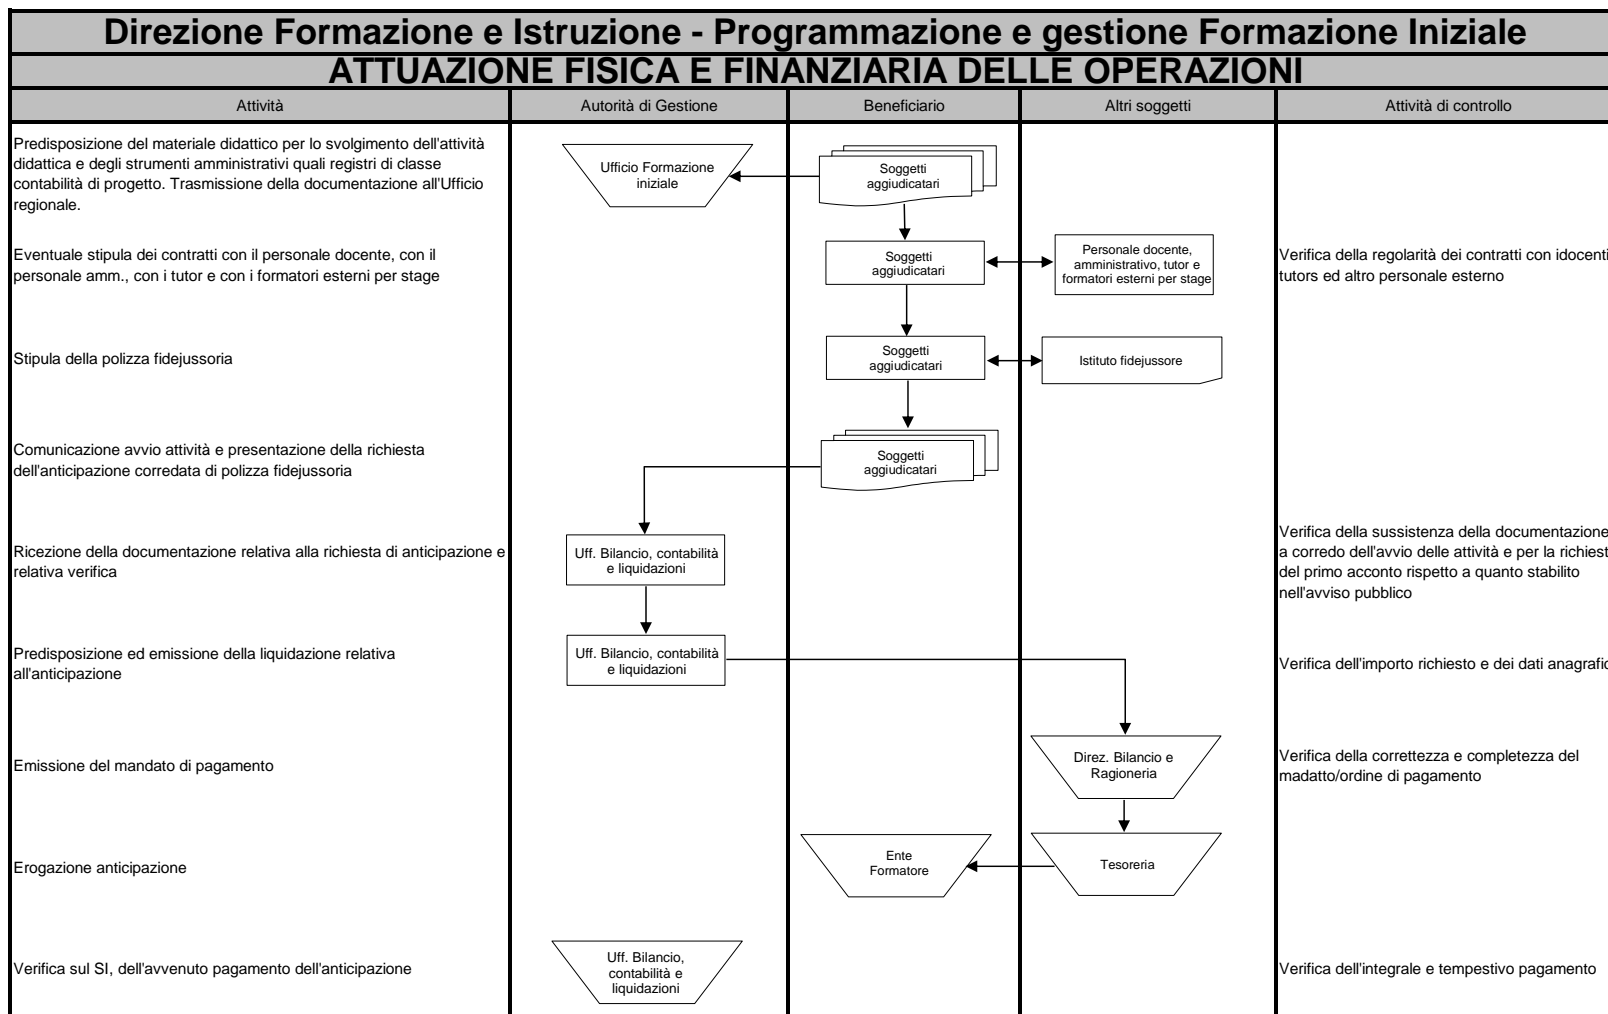 Direzione Formazione e Istruzione - Programmazione e gestione Formazione Iniziale
ATTUAZIONE FISICA E FINANZIARIA DELLE OPERAZIONI
Attività
Autorità di Gestione
Beneficiario
Altri soggetti
Attività di controllo
Predisposizione del materiale didattico per lo svolgimento dell'attività
didattica e degli strumenti amministrativi quali registri di classe
contabilità di progetto. Trasmissione della documentazione all'Ufficio
regionale.
Ufficio Formazione
iniziale
Soggetti
aggiudicatari
Eventuale stipula dei contratti con il personale docente, con il
personale amm., con i tutor e con i formatori esterni per stage
Soggetti
aggiudicatari
Personale docente,
amministrativo, tutor e
formatori esterni per stage
Verifica della regolarità dei contratti con idocenti
tutors ed altro personale esterno
Stipula della polizza fidejussoria
Soggetti
aggiudicatari
Istituto fidejussore
Comunicazione avvio attività e presentazione della richiesta
dell'anticipazione corredata di polizza fidejussoria
Soggetti
aggiudicatari
Ricezione della documentazione relativa alla richiesta di anticipazione e
relativa verifica
Uff. Bilancio, contabilità
e liquidazioni
Verifica della sussistenza della documentazione
a corredo dell'avvio delle attività e per la richiest
del primo acconto rispetto a quanto stabilito
nell'avviso pubblico
Predisposizione ed emissione della liquidazione relativa
all'anticipazione
Uff. Bilancio, contabilità
e liquidazioni
Verifica dell'importo richiesto e dei dati anagrafic
Emissione del mandato di pagamento
Direz. Bilancio e
Ragioneria
Verifica della correttezza e completezza del
madatto/ordine di pagamento
Erogazione anticipazione
Ente
Formatore
Tesoreria
Verifica sul SI, dell'avvenuto pagamento dell'anticipazione
Uff. Bilancio,
contabilità e
liquidazioni
Verifica dell'integrale e tempestivo pagamento